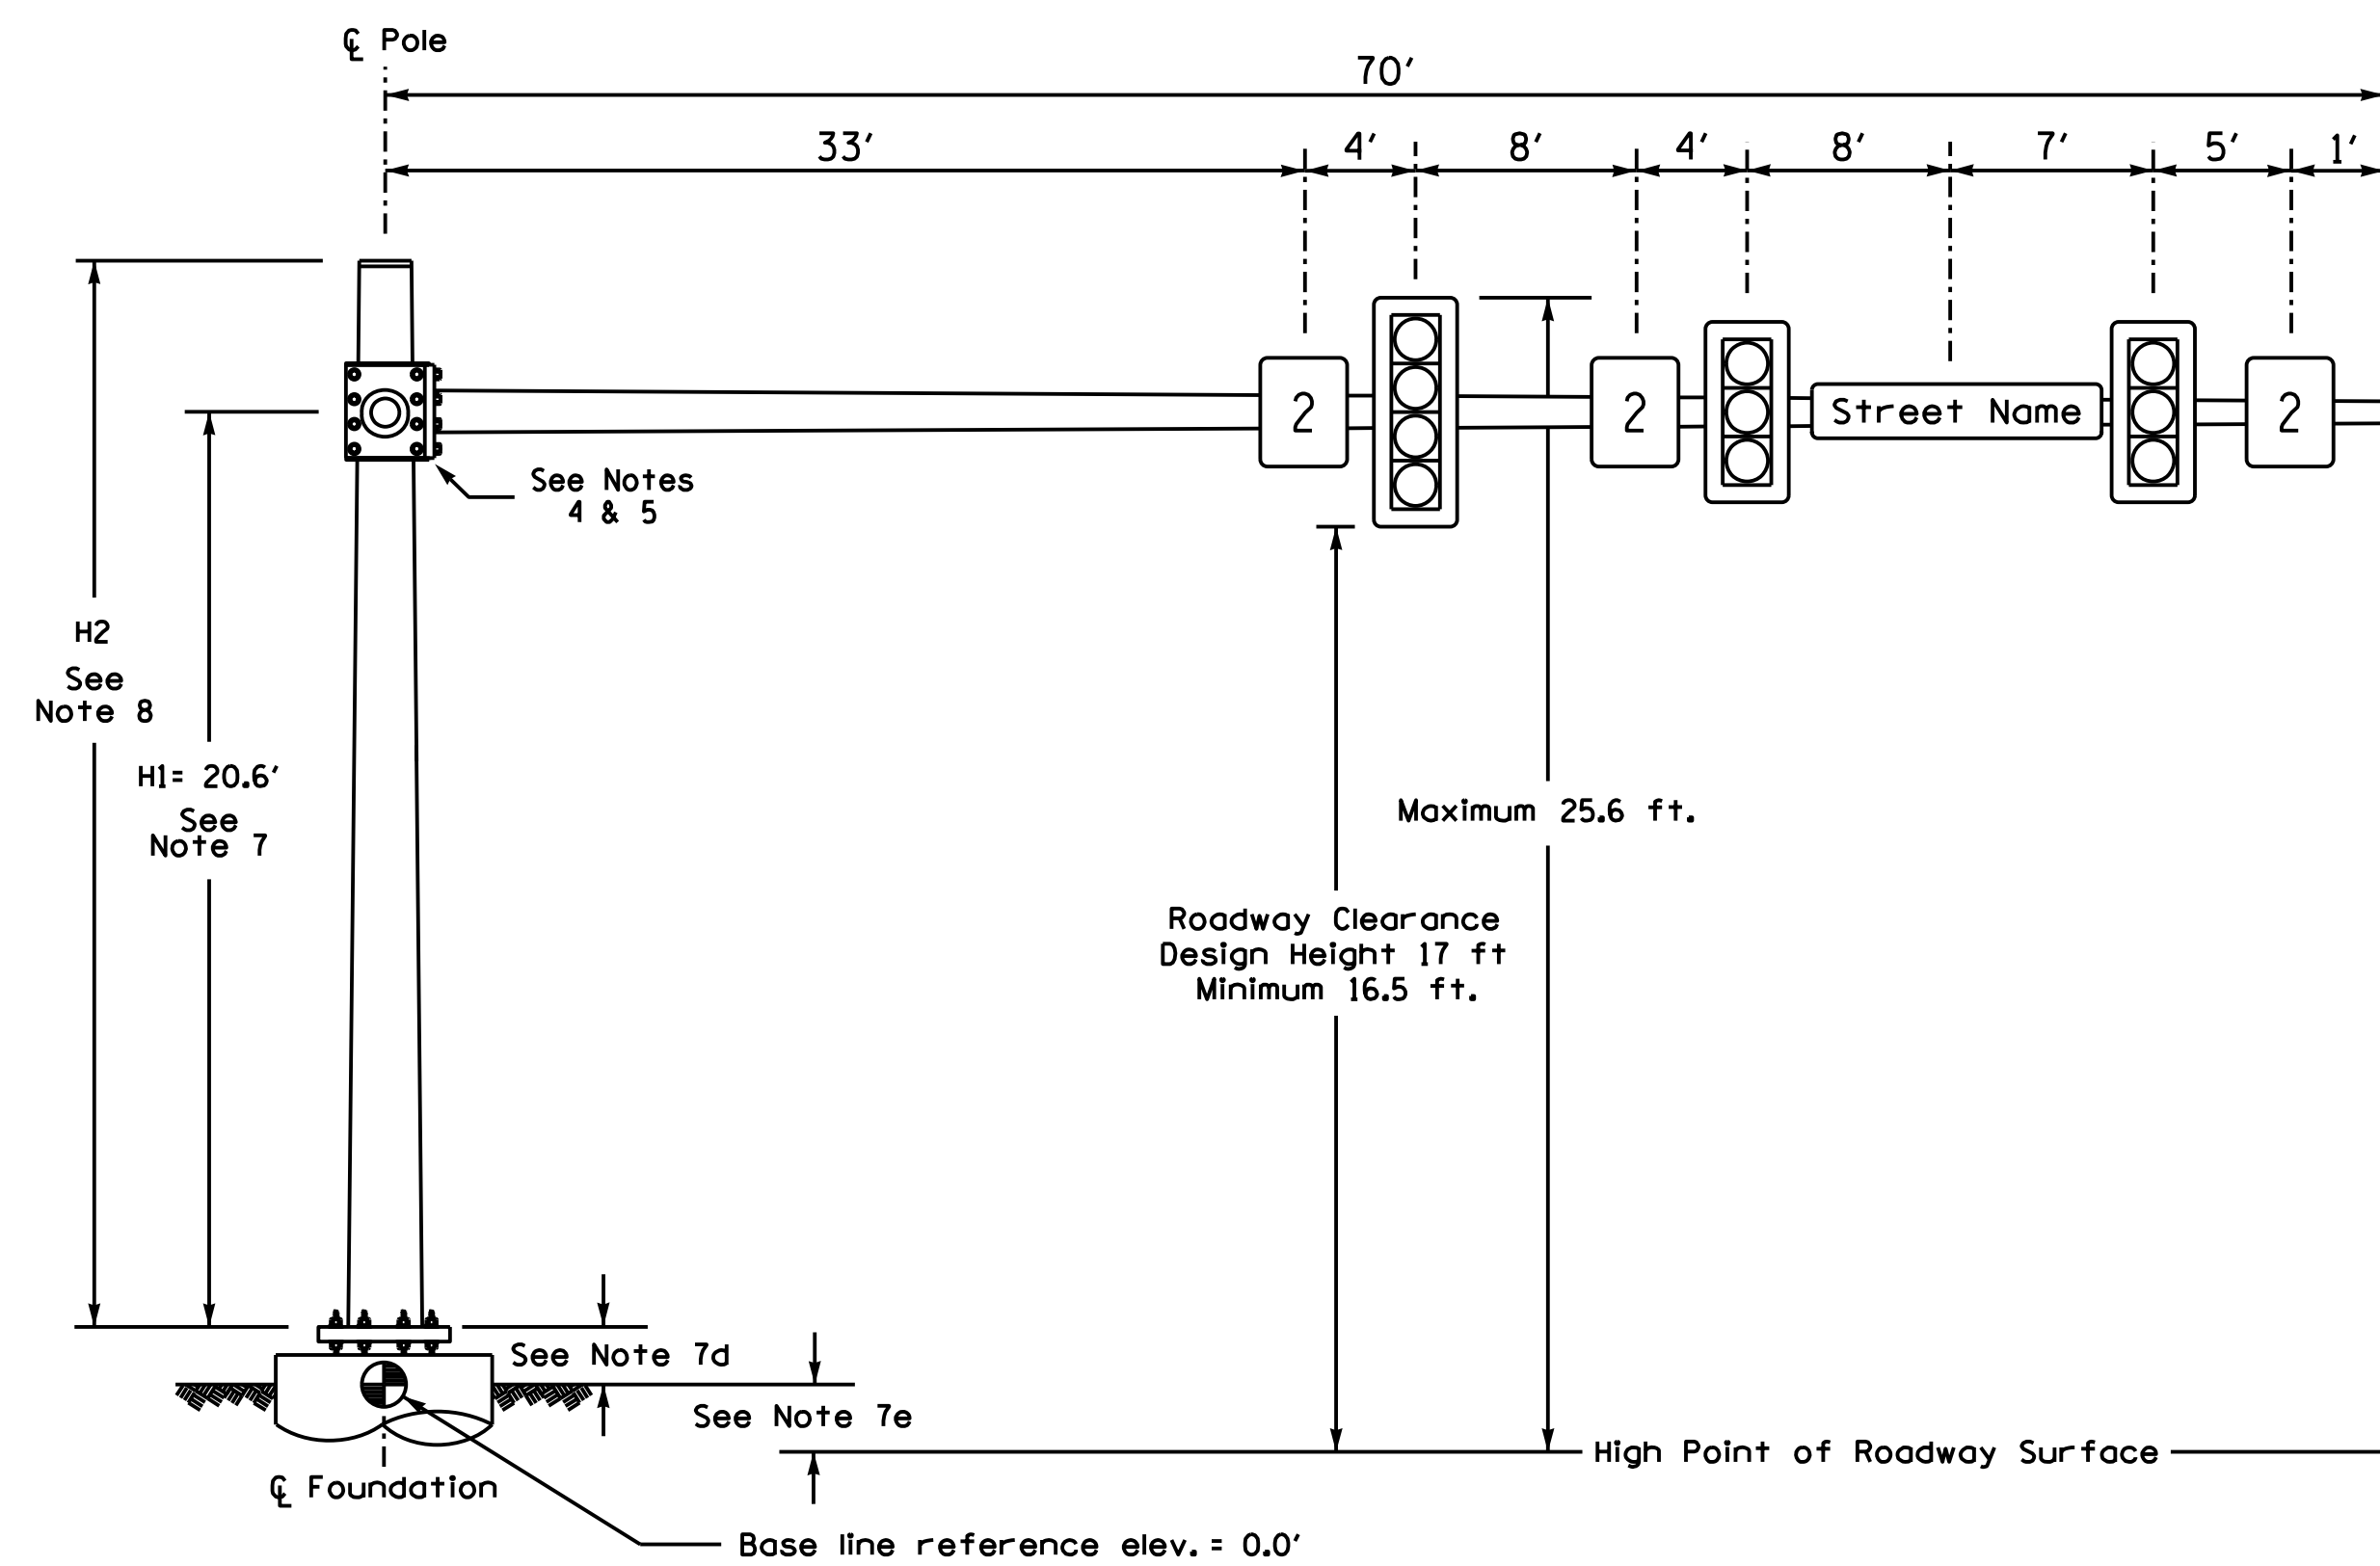 ℄ Pole
70'
33' 4' 8' 4' 8' 7' 5' 1'
2 2 Street Name 2
See Notes
4 & 5
H2
See
Note 8
H1= 20.6'
See
Note 7
Maximum 25.6 ft.
Roadway Clearance
Design Height 17 ft
Minimum 16.5 ft.
See Note 7d
See Note 7e
High Point of Roadway Surface
℄ Foundation
Base line reference elev. = 0.0'